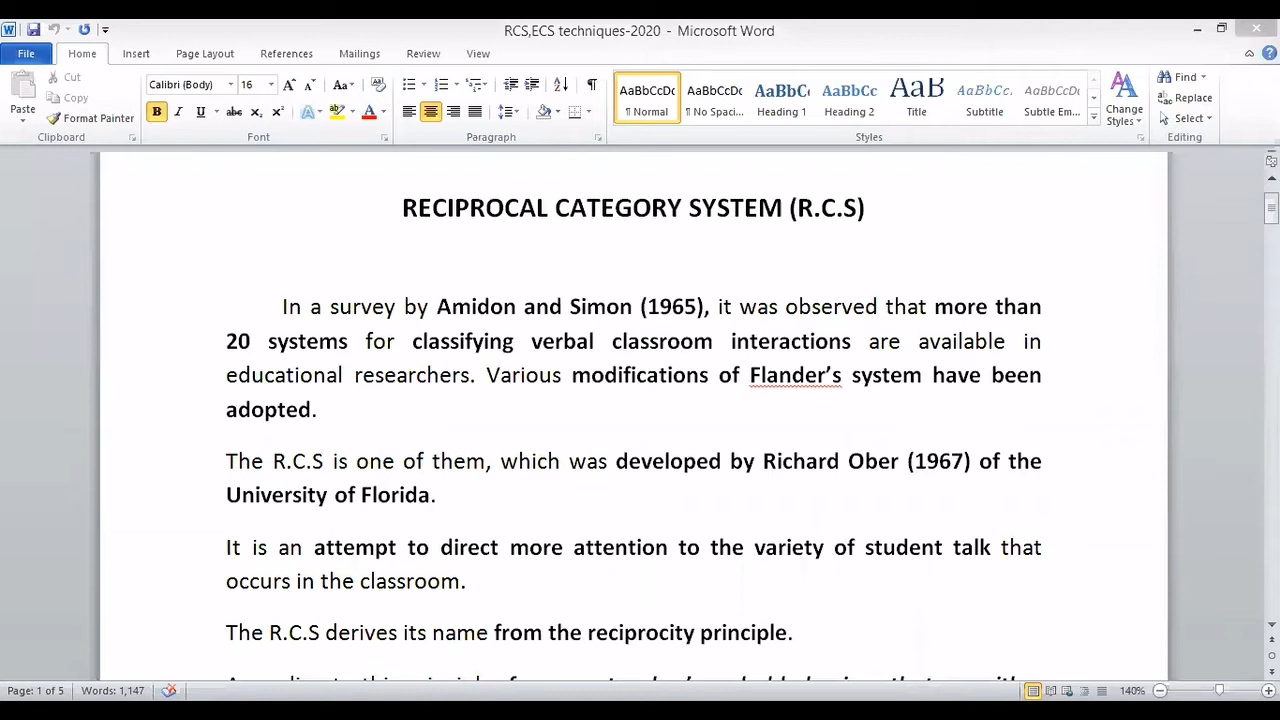 RCS,ECS techniques-2020 - Microsoft Word
File Home Insert Page Layout References Mailings Review View
Cut
Copy
Paste
Format Painter
Clipboard
Calibri (Body) 16
B I U abc x₂ x² A
Font
Paragraph
AaBbCcDc AaBbCcDc AaBbCc AaBbCc AaB AaBbCc. AaBbCcDc
¶ Normal ¶ No Spaci... Heading 1 Heading 2 Title Subtitle Subtle Em...
Change Styles
Styles
Find
Replace
Select
Editing
RECIPROCAL CATEGORY SYSTEM (R.C.S)
In a survey by Amidon and Simon (1965), it was observed that more than
20 systems for classifying verbal classroom interactions are available in
educational researchers. Various modifications of Flander’s system have been
adopted.
The R.C.S is one of them, which was developed by Richard Ober (1967) of the
University of Florida.
It is an attempt to direct more attention to the variety of student talk that
occurs in the classroom.
The R.C.S derives its name from the reciprocity principle.
Page: 1 of 5 Words: 1,147 140%